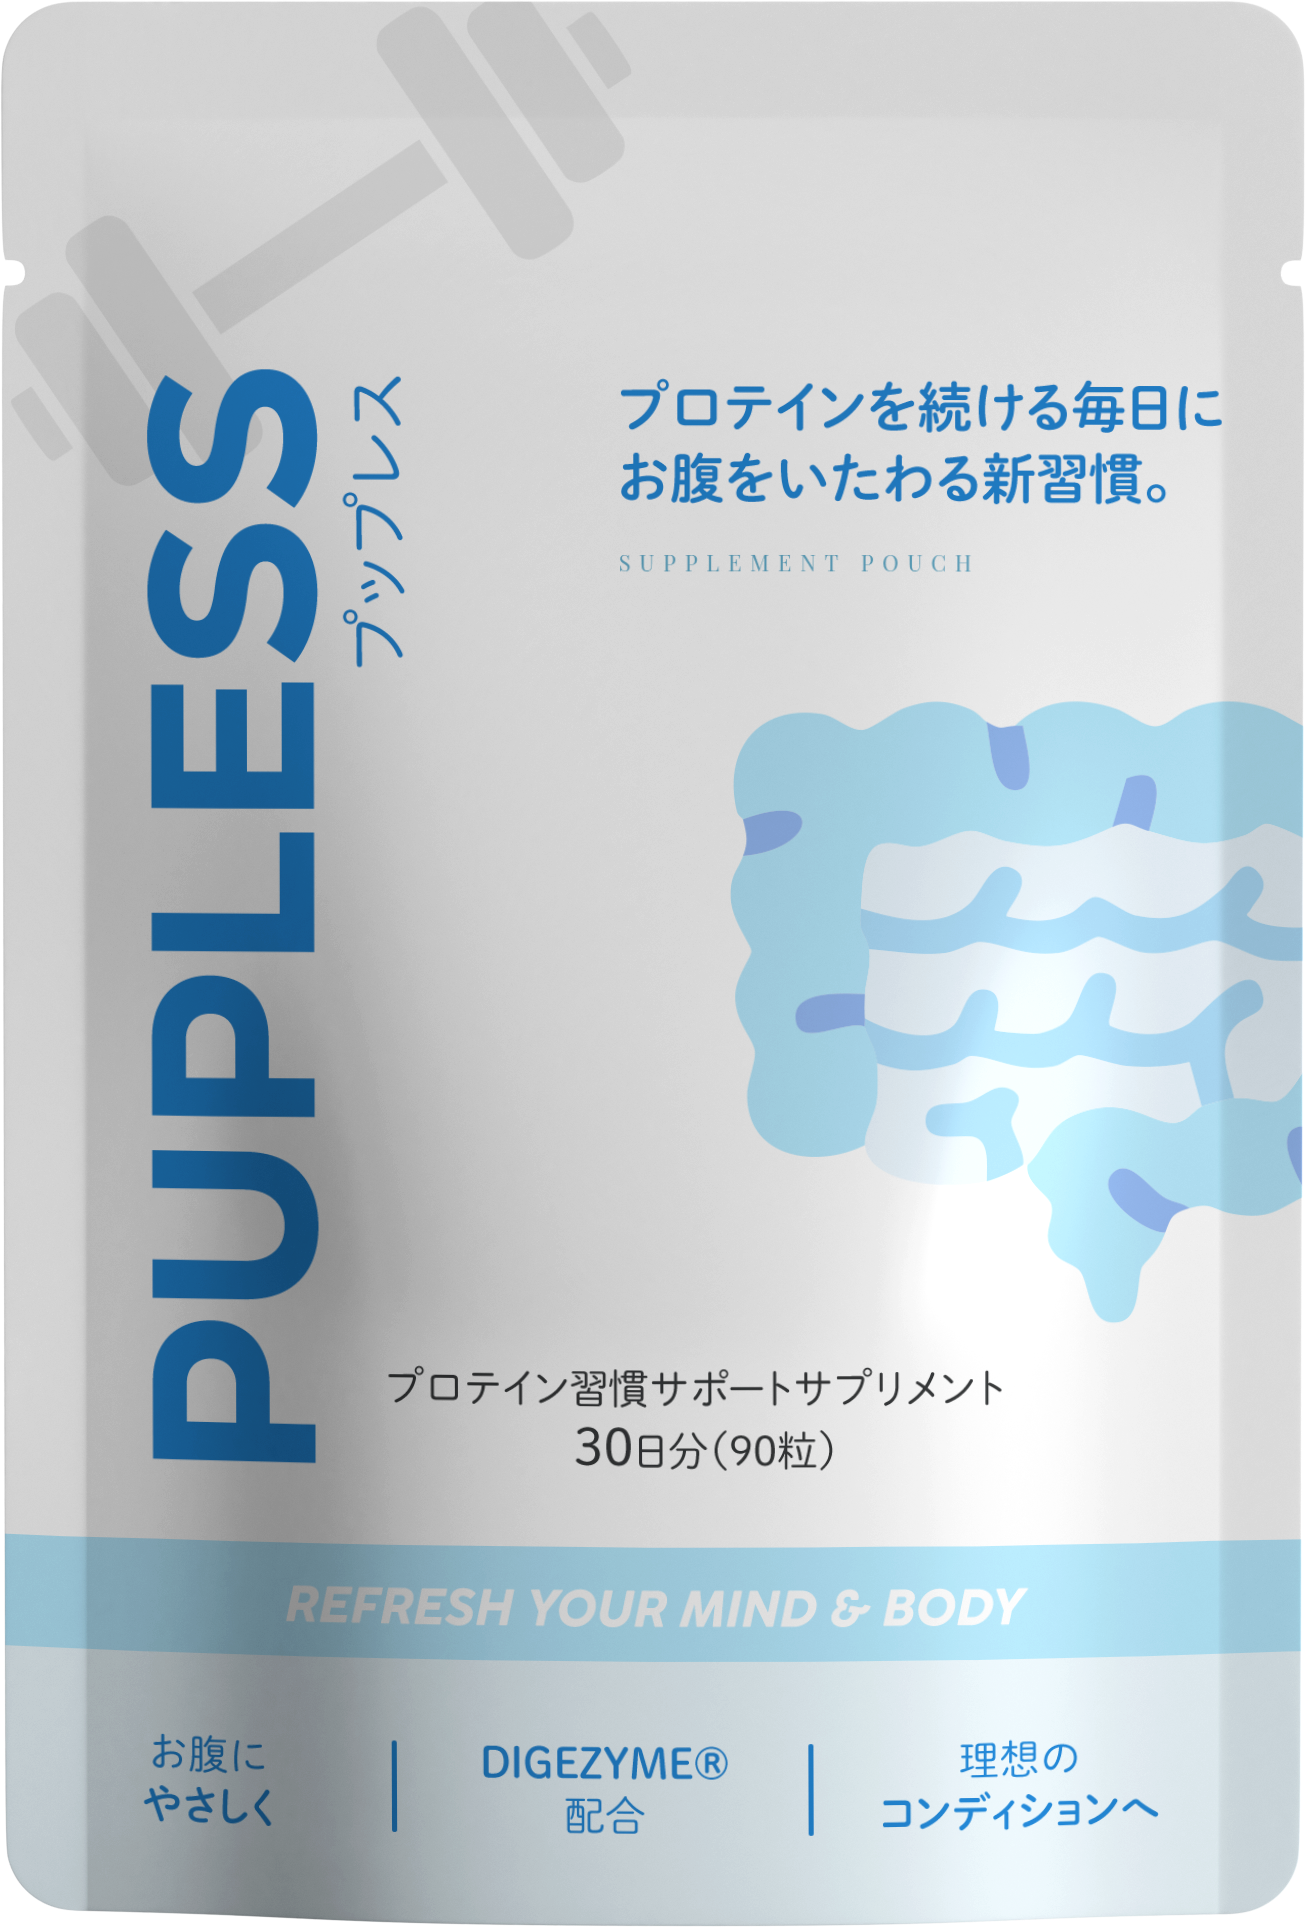 PUPLESS
プップレス
プロテインを続ける毎日に
お腹をいたわる新習慣。
SUPPLEMENT POUCH
プロテイン習慣サポートサプリメント
30日分(90粒)
REFRESH YOUR MIND & BODY
お腹に
やさしく
DIGEZYME®
配合
理想の
コンディションへ